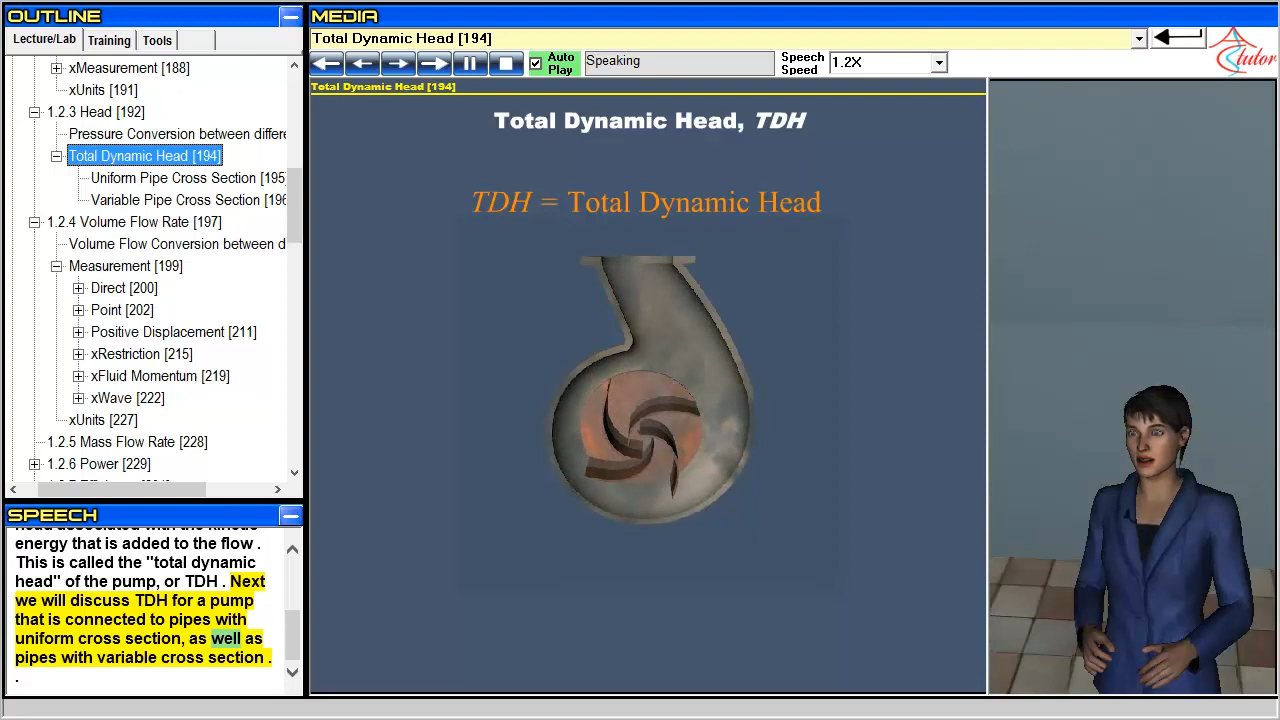 OUTLINE
Lecture/Lab Training Tools
xMeasurement [188]
xUnits [191]
1.2.3 Head [192]
Pressure Conversion between differe
Total Dynamic Head [194]
Uniform Pipe Cross Section [195
Variable Pipe Cross Section [196
1.2.4 Volume Flow Rate [197]
Volume Flow Conversion between d
Measurement [199]
Direct [200]
Point [202]
Positive Displacement [211]
xRestriction [215]
xFluid Momentum [219]
xWave [222]
xUnits [227]
1.2.5 Mass Flow Rate [228]
1.2.6 Power [229]
SPEECH
energy that is added to the flow .
This is called the "total dynamic
head" of the pump, or TDH . Next
we will discuss TDH for a pump
that is connected to pipes with
uniform cross section, as well as
pipes with variable cross section .
.
MEDIA
Total Dynamic Head [194]
Auto
Play
Speaking
Speech
Speed
1.2X
tutor
Total Dynamic Head [194]
Total Dynamic Head, TDH
TDH = Total Dynamic Head